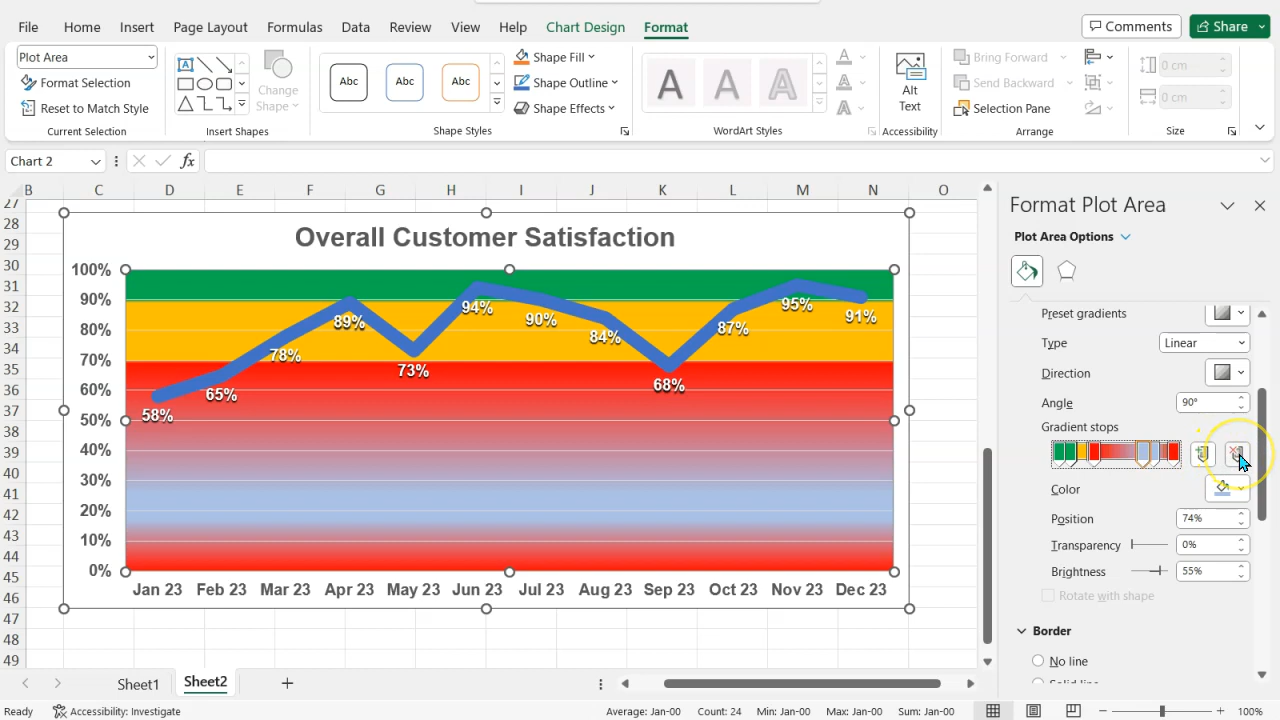 File Home Insert Page Layout Formulas Data Review View Help Chart Design Format Comments Share
Plot Area
Format Selection
Reset to Match Style
Current Selection
Change
Shape
Insert Shapes
Abc Abc Abc
Shape Fill
Shape Outline
Shape Effects
Shape Styles
A A A
WordArt Styles
Alt
Text
Accessibility
Bring Forward
Send Backward
Selection Pane
Arrange
0 cm
0 cm
Size
Chart 2 fx
B C D E F G H I J K L M N O
27
28
29
30
31
32
33
34
35
36
37
38
39
40
41
42
43
44
45
46
47
48
49
Overall Customer Satisfaction
100%
90%
80%
70%
60%
50%
40%
30%
20%
10%
0%
58% 65% 78% 89% 73% 94% 90% 84% 68% 87% 95% 91%
Jan 23 Feb 23 Mar 23 Apr 23 May 23 Jun 23 Jul 23 Aug 23 Sep 23 Oct 23 Nov 23 Dec 23
Format Plot Area
Plot Area Options
Preset gradients
Type Linear
Direction
Angle 90°
Gradient stops
Color
Position 74%
Transparency 0%
Brightness 55%
Rotate with shape
Border
No line
Solid line
Sheet1 Sheet2
Ready Accessibility: Investigate Average: Jan-00 Count: 24 Min: Jan-00 Max: Jan-00 Sum: Jan-00 100%